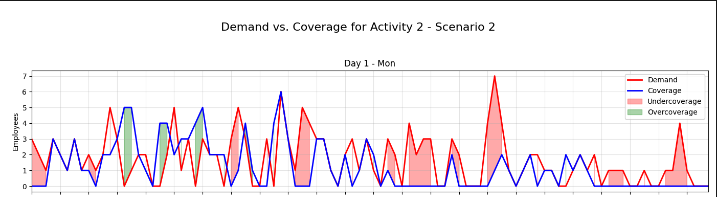 Demand vs. Coverage for Activity 2 - Scenario 2
Day 1 - Mon
Employees
7
6
5
4
3
2
1
0
Demand
Coverage
Undercoverage
Overcoverage